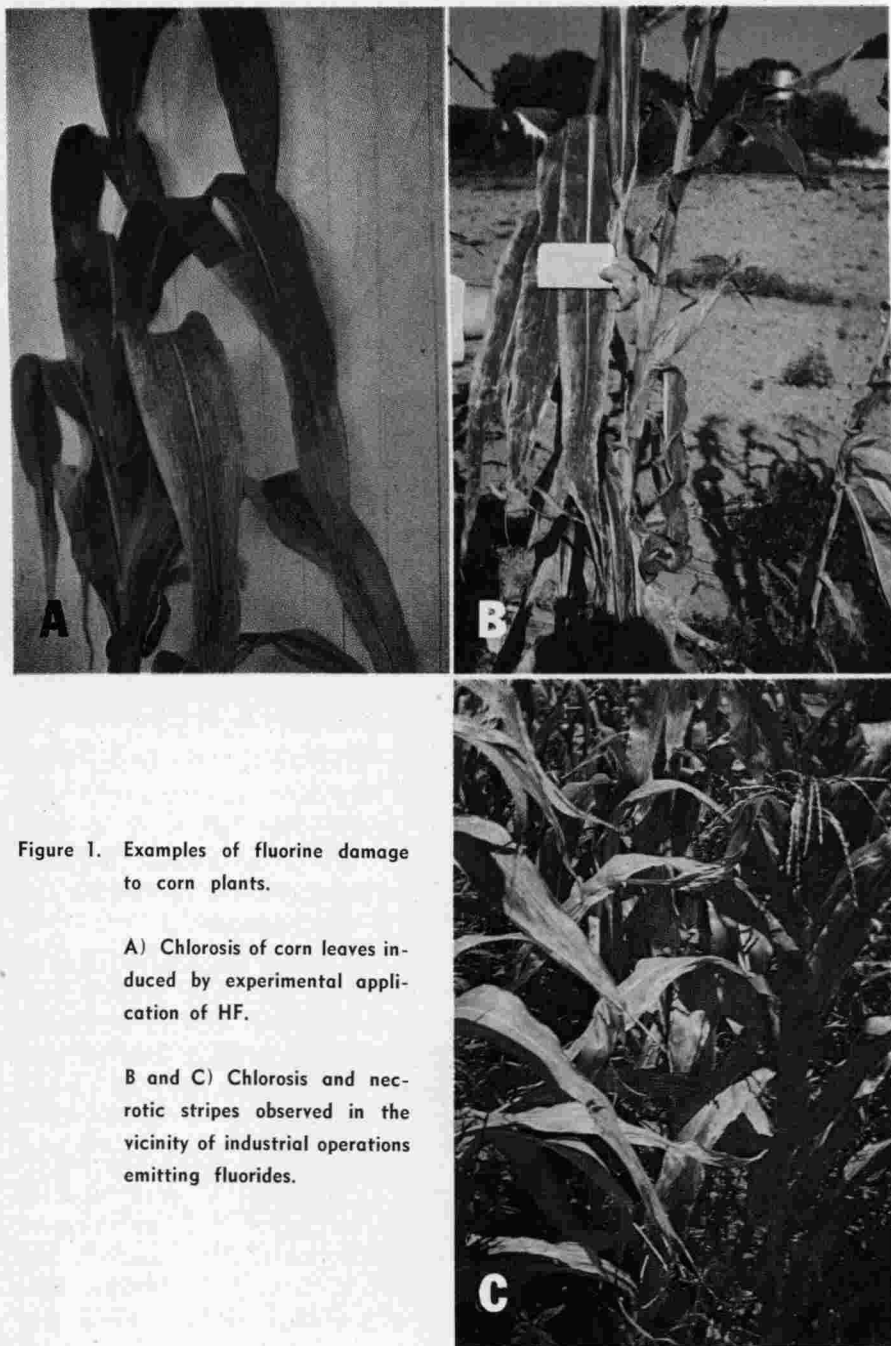 A
B
Figure 1. Examples of fluorine damage
to corn plants.
A) Chlorosis of corn leaves in-
duced by experimental appli-
cation of HF.
B and C) Chlorosis and nec-
rotic stripes observed in the
vicinity of industrial operations
emitting fluorides.
C